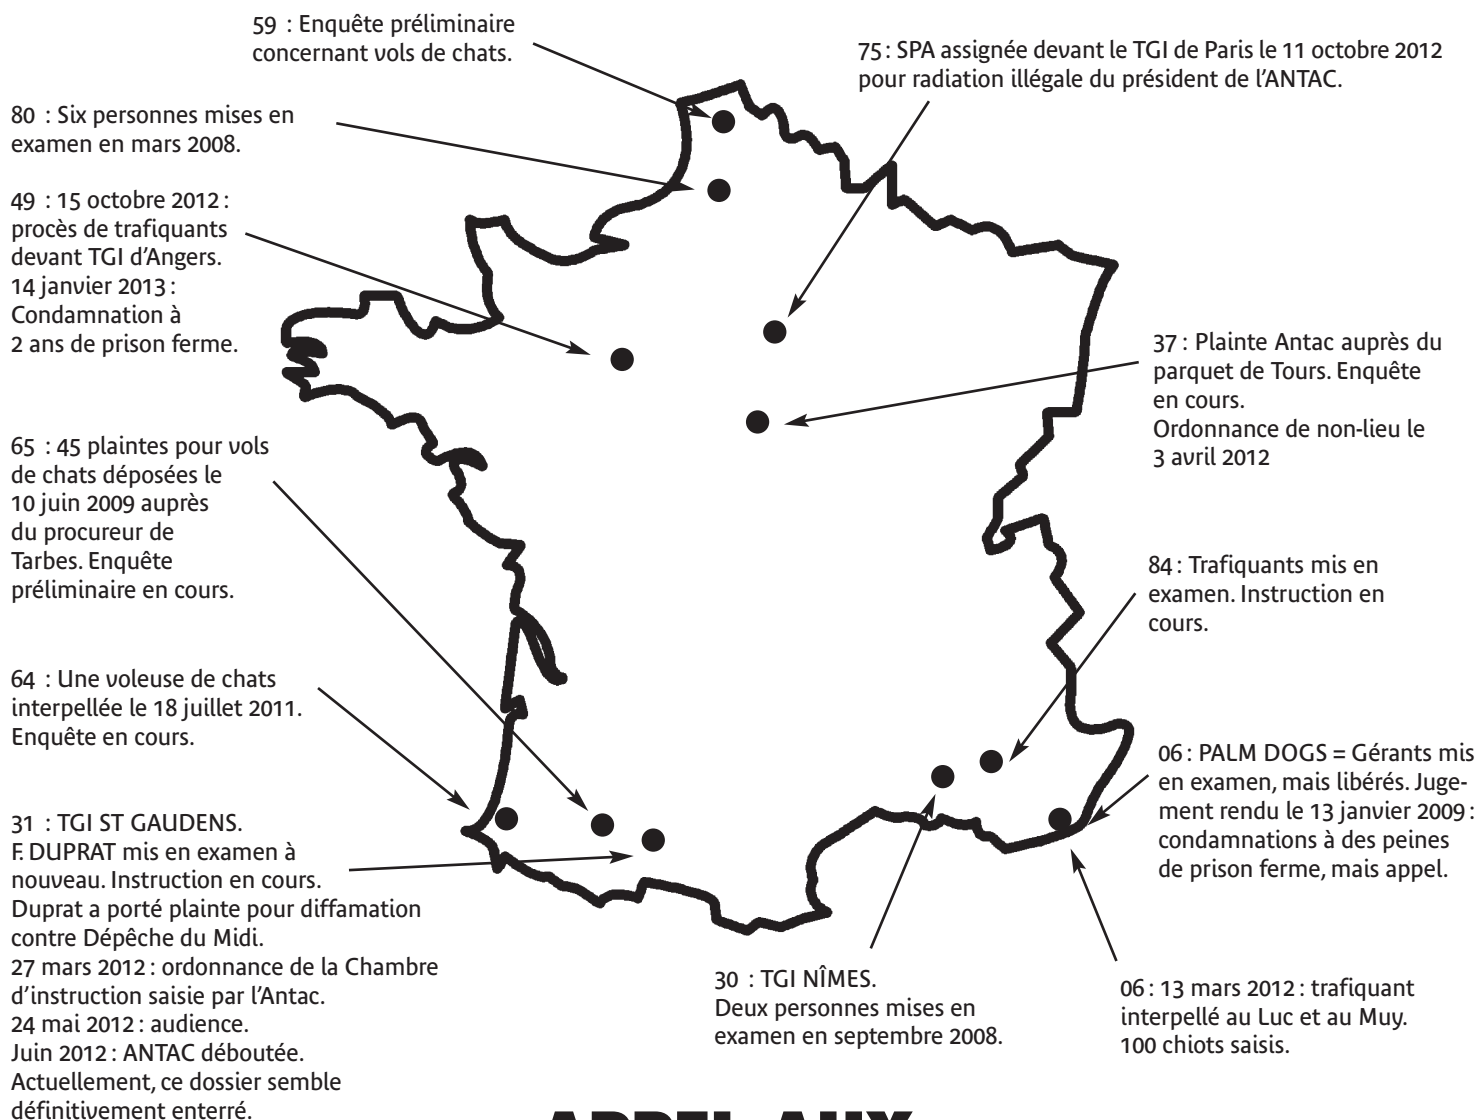 59 : Enquête préliminaire
concernant vols de chats.
75 : SPA assignée devant le TGI de Paris le 11 octobre 2012
pour radiation illégale du président de l'ANTAC.
80 : Six personnes mises en
examen en mars 2008.
49 : 15 octobre 2012 :
procès de trafiquants
devant TGI d'Angers.
14 janvier 2013 :
Condamnation à
2 ans de prison ferme.
37 : Plainte Antac auprès du
parquet de Tours. Enquête
en cours.
Ordonnance de non-lieu le
3 avril 2012
65 : 45 plaintes pour vols
de chats déposées le
10 juin 2009 auprès
du procureur de
Tarbes. Enquête
préliminaire en cours.
84 : Trafiquants mis en
examen. Instruction en
cours.
64 : Une voleuse de chats
interpellée le 18 juillet 2011.
Enquête en cours.
06 : PALM DOGS = Gérants mis
en examen, mais libérés. Juge-
ment rendu le 13 janvier 2009 :
condamnations à des peines
de prison ferme, mais appel.
31 : TGI ST GAUDENS.
F. DUPRAT mis en examen à
nouveau. Instruction en cours.
Duprat a porté plainte pour diffamation
contre Dépêche du Midi.
27 mars 2012 : ordonnance de la Chambre
d'instruction saisie par l'Antac.
24 mai 2012 : audience.
Juin 2012 : ANTAC déboutée.
Actuellement, ce dossier semble
définitivement enterré.
30 : TGI NÎMES.
Deux personnes mises en
examen en septembre 2008.
06 : 13 mars 2012 : trafiquant
interpellé au Luc et au Muy.
100 chiots saisis.
APPEL AUX